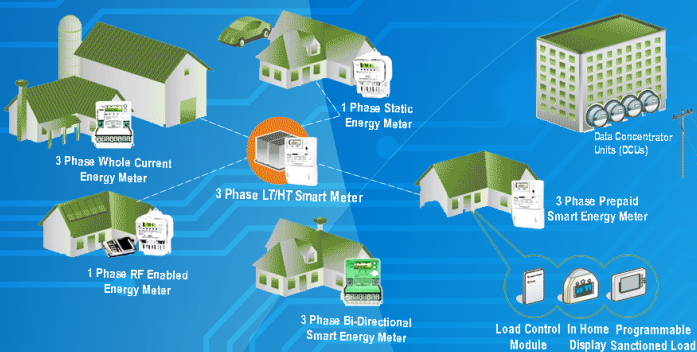 1 Phase Static
Energy Meter
Data Concentrator
Units (DCUs)
3 Phase Whole Current
Energy Meter
3 Phase LT/HT Smart Meter
3 Phase Prepaid
Smart Energy Meter
1 Phase RF Enabled
Energy Meter
3 Phase Bi-Directional
Smart Energy Meter
Load Control
Module
In Home
Display
Programmable
Sanctioned Load